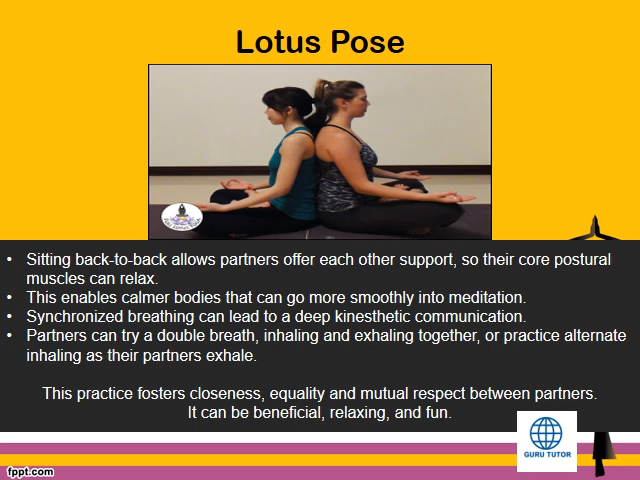 Lotus Pose
• Sitting back-to-back allows partners offer each other support, so their core postural
muscles can relax.
• This enables calmer bodies that can go more smoothly into meditation.
• Synchronized breathing can lead to a deep kinesthetic communication.
• Partners can try a double breath, inhaling and exhaling together, or practice alternate
inhaling as their partners exhale.
This practice fosters closeness, equality and mutual respect between partners.
It can be beneficial, relaxing, and fun.
GURU TUTOR
fppt.com